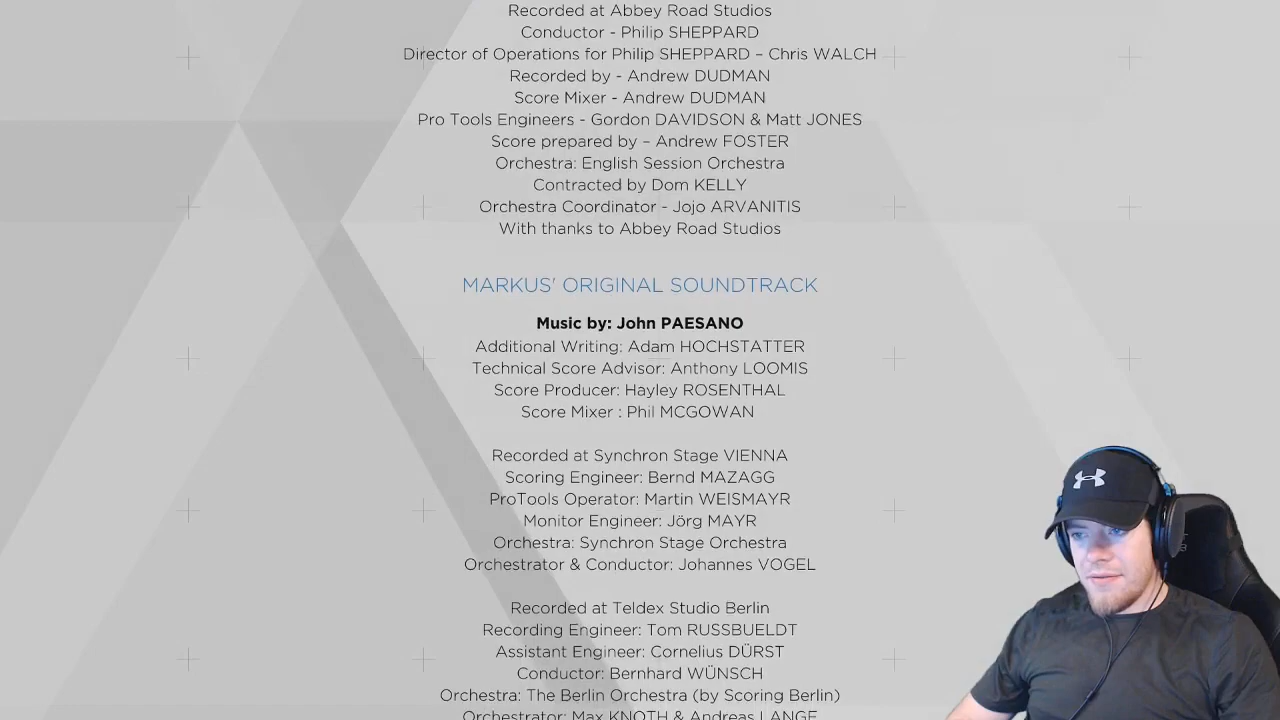 Recorded at Abbey Road Studios
Conductor - Philip SHEPPARD
Director of Operations for Philip SHEPPARD – Chris WALCH
Recorded by - Andrew DUDMAN
Score Mixer - Andrew DUDMAN
Pro Tools Engineers - Gordon DAVIDSON & Matt JONES
Score prepared by – Andrew FOSTER
Orchestra: English Session Orchestra
Contracted by Dom KELLY
Orchestra Coordinator - Jojo ARVANITIS
With thanks to Abbey Road Studios
MARKUS' ORIGINAL SOUNDTRACK
Music by: John PAESANO
Additional Writing: Adam HOCHSTATTER
Technical Score Advisor: Anthony LOOMIS
Score Producer: Hayley ROSENTHAL
Score Mixer : Phil MCGOWAN
Recorded at Synchron Stage VIENNA
Scoring Engineer: Bernd MAZAGG
ProTools Operator: Martin WEISMAYR
Monitor Engineer: Jörg MAYR
Orchestra: Synchron Stage Orchestra
Orchestrator & Conductor: Johannes VOGEL
Recorded at Teldex Studio Berlin
Recording Engineer: Tom RUSSBUELDT
Assistant Engineer: Cornelius DÜRST
Conductor: Bernhard WÜNSCH
Orchestra: The Berlin Orchestra (by Scoring Berlin)
Orchestrator: Max KNOTH & Andreas LANGE